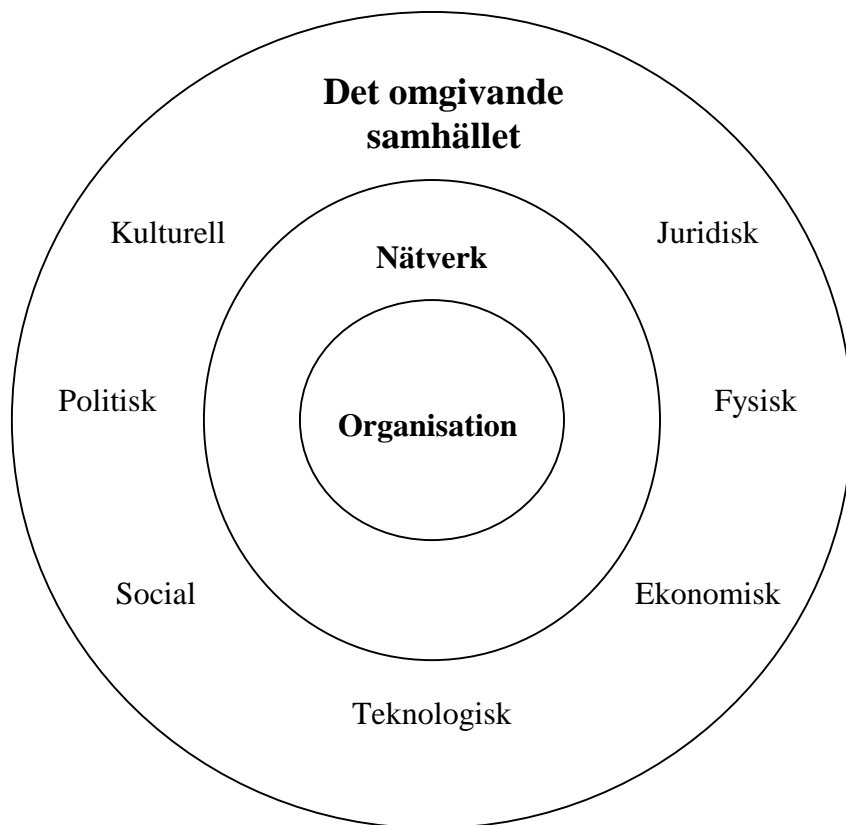 Det omgivande
samhället
Kulturell
Juridisk
Nätverk
Politisk
Fysisk
Organisation
Social
Ekonomisk
Teknologisk